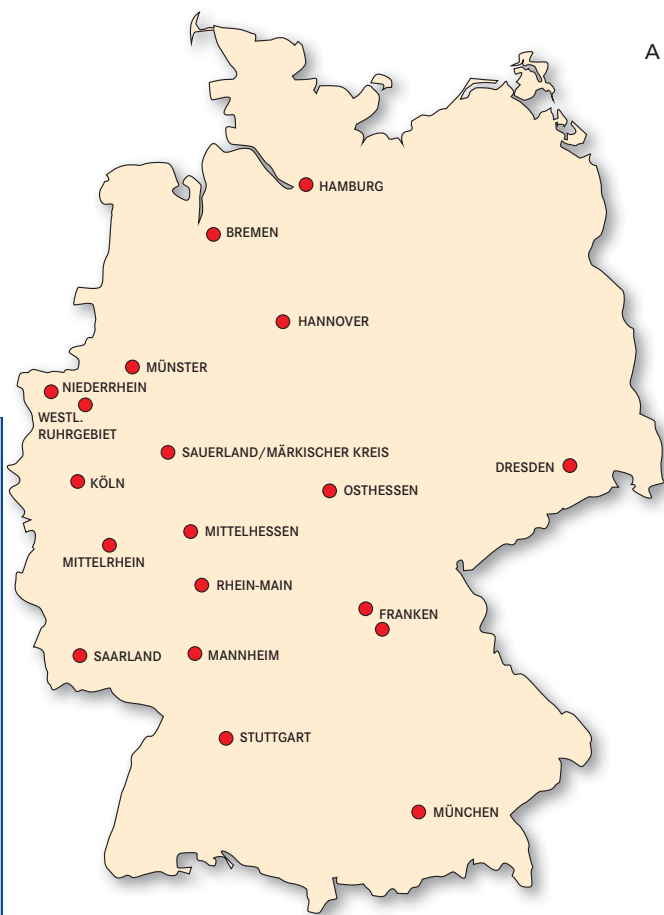 A
HAMBURG
BREMEN
HANNOVER
MÜNSTER
NIEDERRHEIN
WESTL.
RUHRGEBIET
SAUERLAND/MÄRKISCHER KREIS
DRESDEN
KÖLN
OSTHESSEN
MITTELHESSEN
MITTELRHEIN
RHEIN-MAIN
FRANKEN
SAARLAND
MANNHEIM
STUTTGART
MÜNCHEN